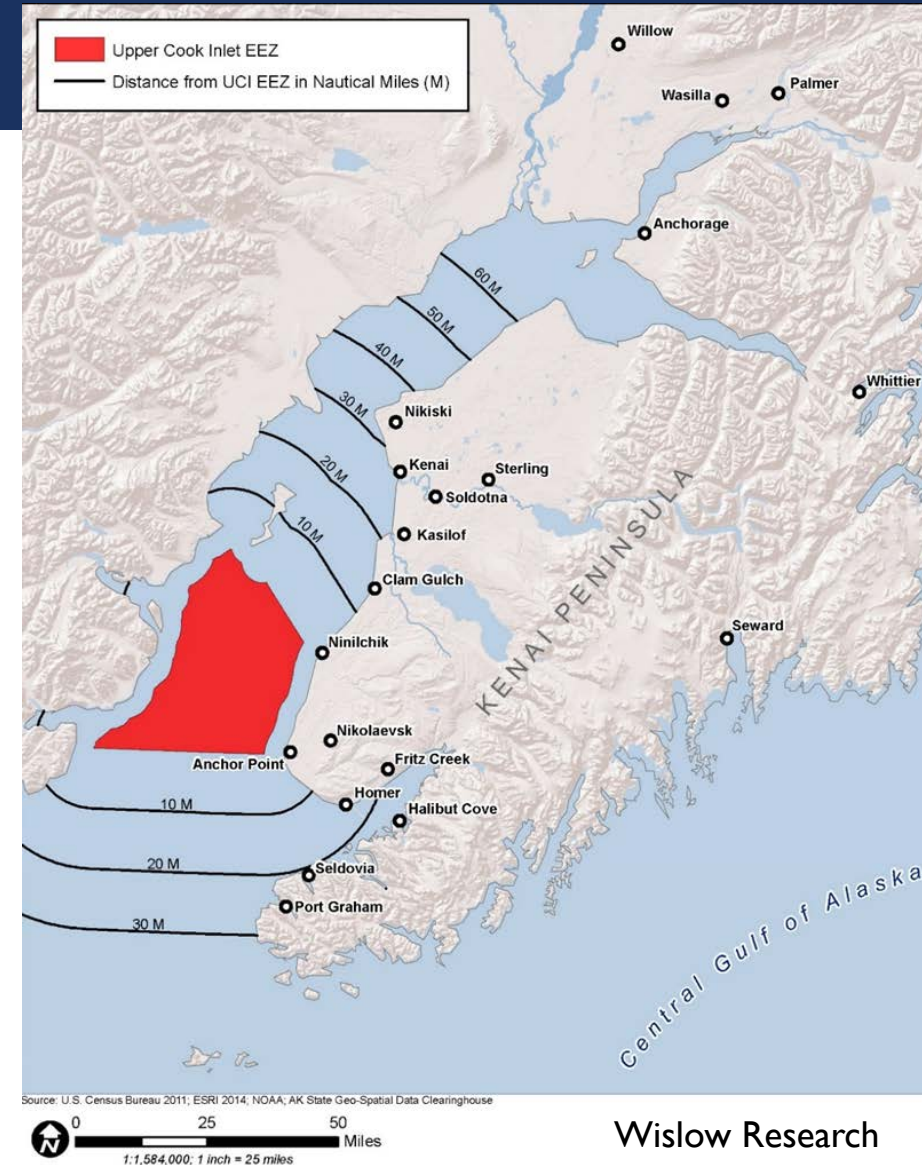 Upper Cook Inlet EEZ
Distance from UCI EEZ in Nautical Miles (M)
Willow
Wasilla
Palmer
Anchorage
60 M
50 M
40 M
Whittier
30 M
Nikiski
20 M
Kenai
Sterling
Soldotna
10 M
Kasilof
Clam Gulch
KENAI PENINSULA
Seward
Ninilchik
Nikolaevsk
Anchor Point
Fritz Creek
10 M
Homer
Halibut Cove
20 M
Seldovia
Port Graham
30 M
Central Gulf of Alaska
Source: U.S. Census Bureau 2011; ESRI 2014; NOAA; AK State Geo-Spatial Data Clearinghouse
N
0 25 50
Miles
1:1,584,000; 1 inch = 25 miles
Wislow Research